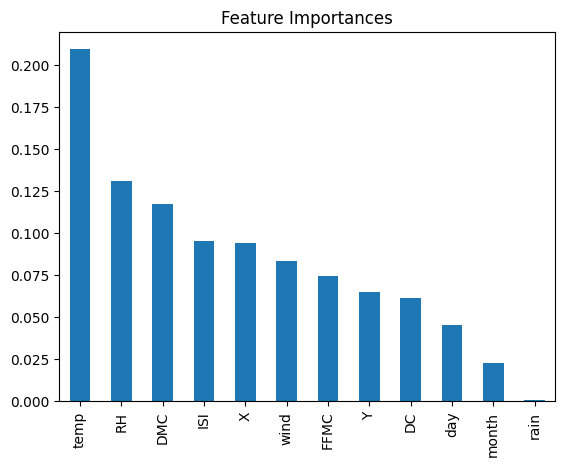 Feature Importances
0.200
0.175
0.150
0.125
0.100
0.075
0.050
0.025
0.000
temp
RH
DMC
ISI
X
wind
FFMC
Y
DC
day
month
rain